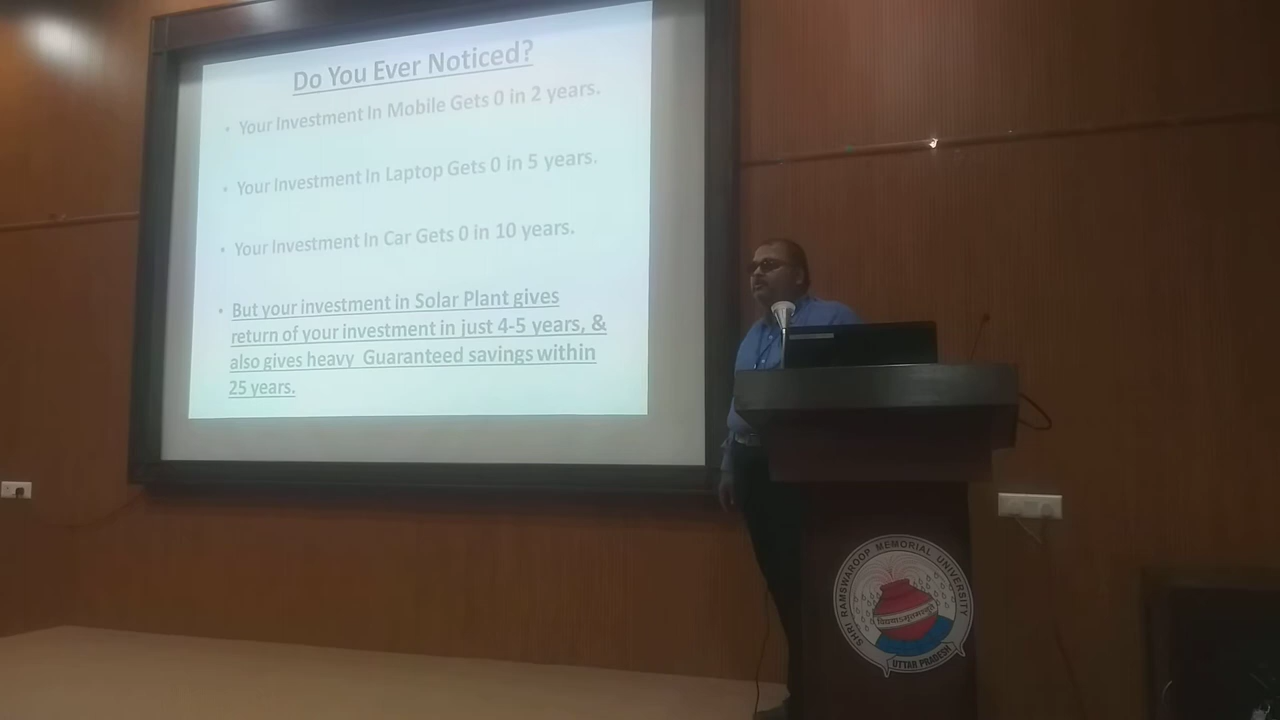 Do You Ever Noticed?
• Your Investment In Mobile Gets 0 in 2 years.
• Your Investment In Laptop Gets 0 in 5 years.
• Your Investment In Car Gets 0 in 10 years.
• But your investment in Solar Plant gives
return of your investment in just 4-5 years, &
also gives heavy Guaranteed savings within
25 years.
SHRI RAMSWAROOP MEMORIAL UNIVERSITY
UTTAR PRADESH